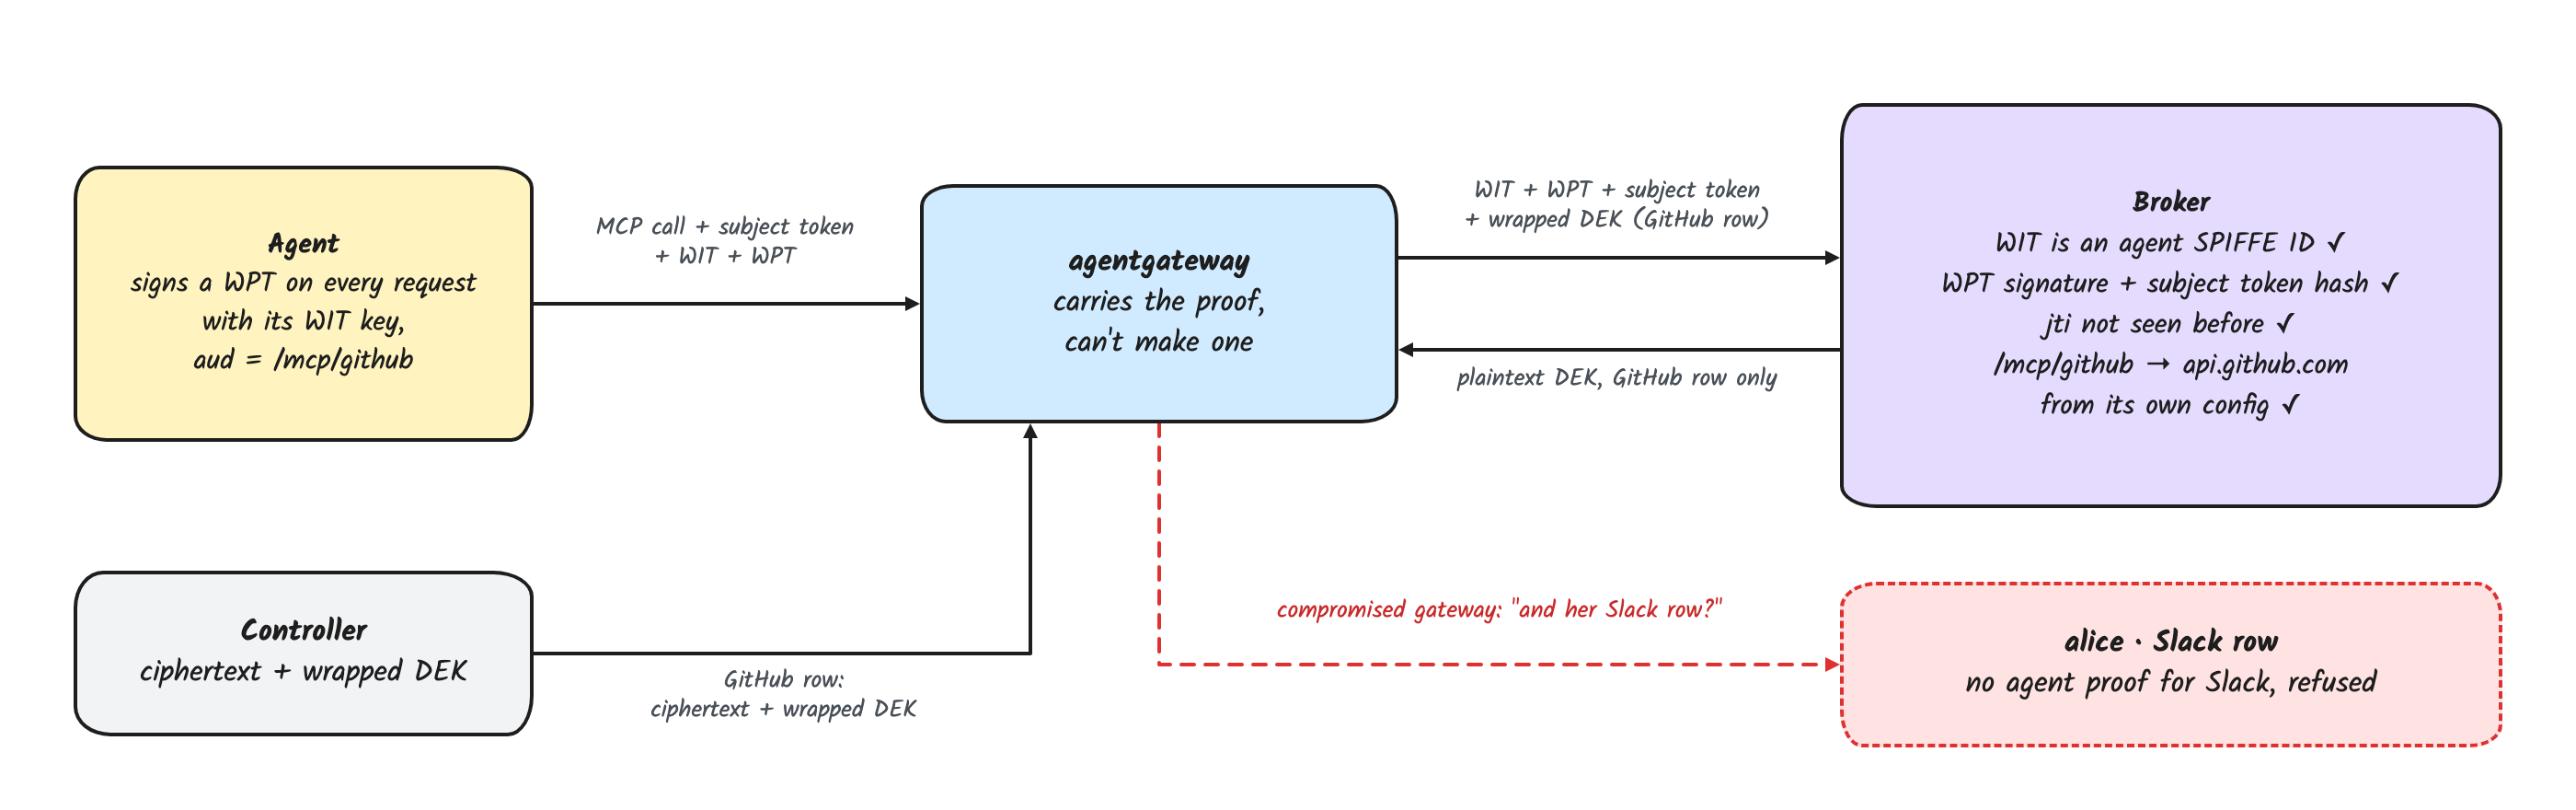 Agent
signs a WPT on every request
with its WIT key,
aud = /mcp/github
MCP call + subject token
+ WIT + WPT
agentgateway
carries the proof,
can't make one
WIT + WPT + subject token
+ wrapped DEK (GitHub row)
plaintext DEK, GitHub row only
Broker
WIT is an agent SPIFFE ID ✓
WPT signature + subject token hash ✓
jti not seen before ✓
/mcp/github → api.github.com
from its own config ✓
Controller
ciphertext + wrapped DEK
GitHub row:
ciphertext + wrapped DEK
compromised gateway: "and her Slack row?"
alice · Slack row
no agent proof for Slack, refused